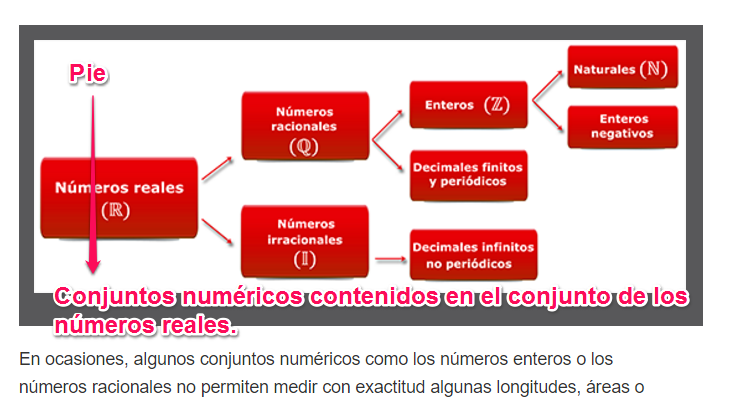 Pie
Números reales
(ℝ)
Números
racionales
(ℚ)
Números
irracionales
(𝕀)
Enteros (ℤ)
Decimales finitos
y periódicos
Decimales infinitos
no periódicos
Naturales (ℕ)
Enteros
negativos
Conjuntos numéricos contenidos en el conjunto de los
números reales.
En ocasiones, algunos conjuntos numéricos como los números enteros o los
números racionales no permiten medir con exactitud algunas longitudes, áreas o